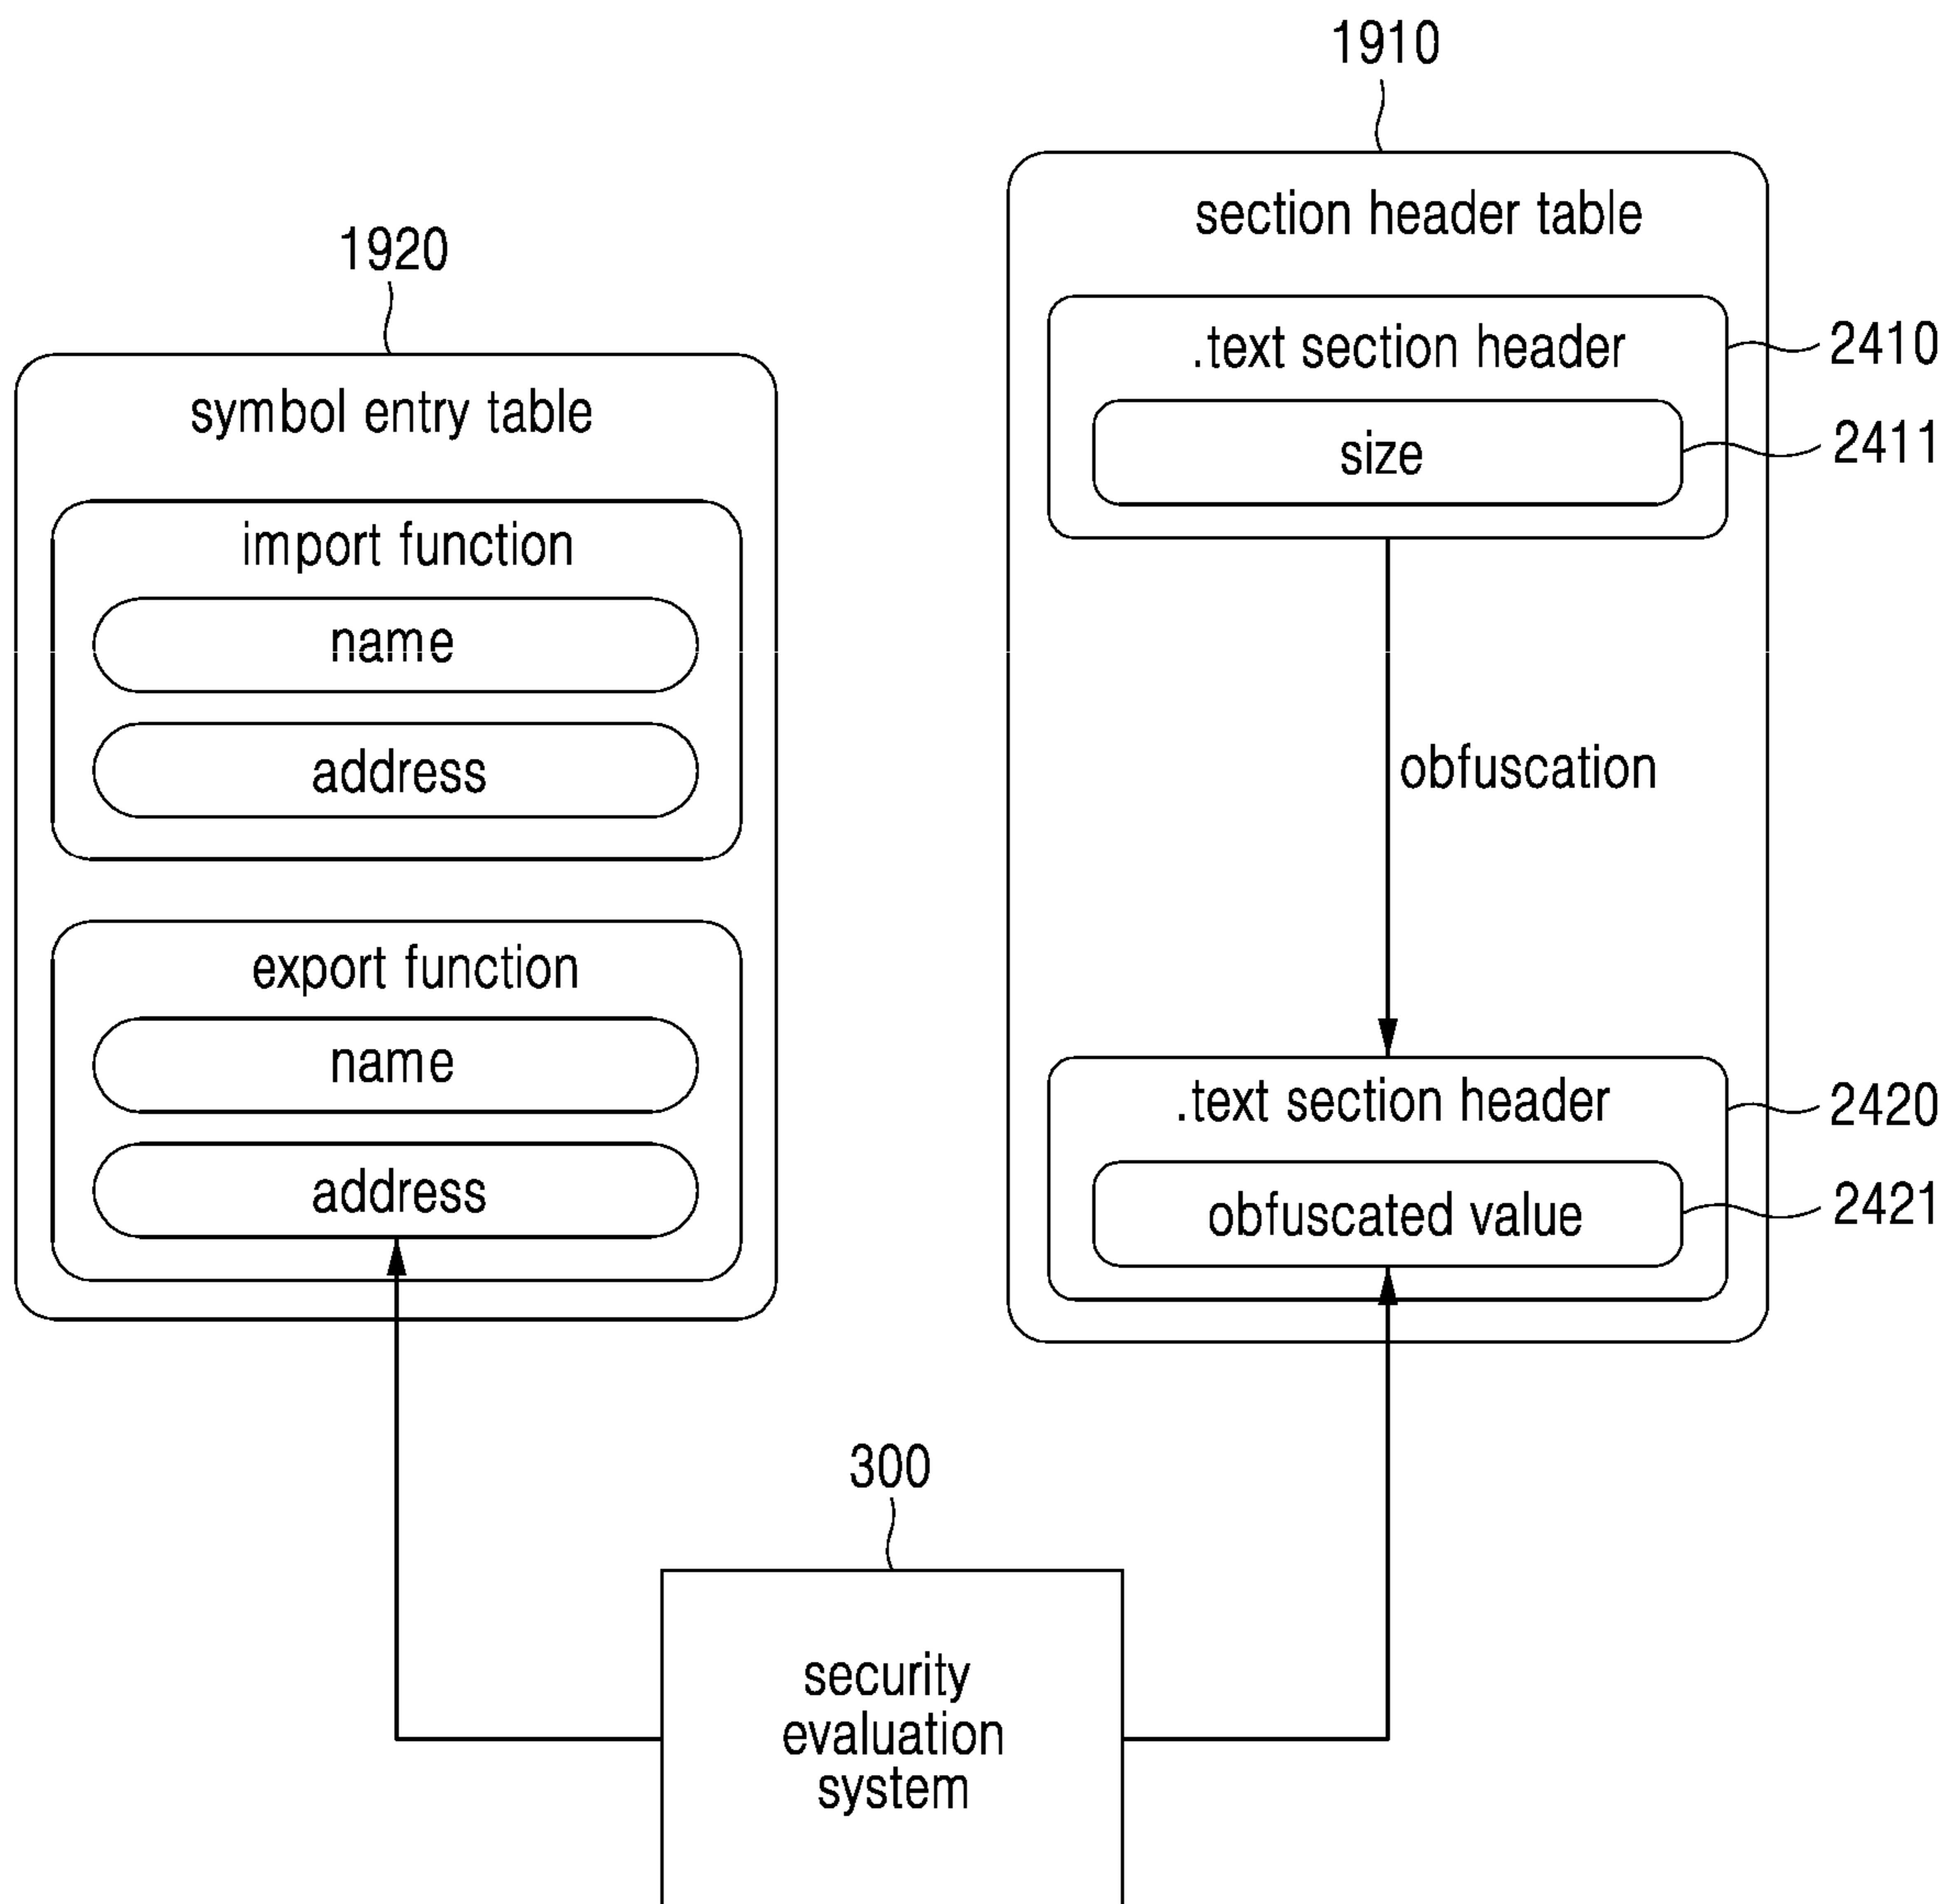 1910
section header table
.text section header
2410
size
2411
obfuscation
.text section header
2420
obfuscated value
2421
1920
symbol entry table
import function
name
address
export function
name
address
300
security
evaluation
system